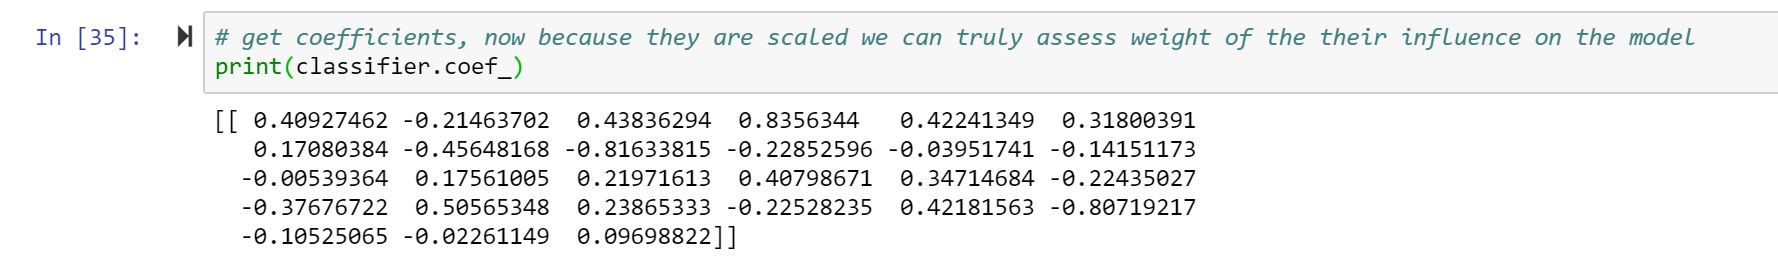 In [35]:
# get coefficients, now because they are scaled we can truly assess weight of the their influence on the model
print(classifier.coef_)
[[ 0.40927462 -0.21463702  0.43836294  0.8356344   0.42241349  0.31800391
   0.17080384 -0.45648168 -0.81633815 -0.22852596 -0.03951741 -0.14151173
  -0.00539364  0.17561005  0.21971613  0.40798671  0.34714684 -0.22435027
  -0.37676722  0.50565348  0.23865333 -0.22528235  0.42181563 -0.80719217
  -0.10525065 -0.02261149  0.09698822]]